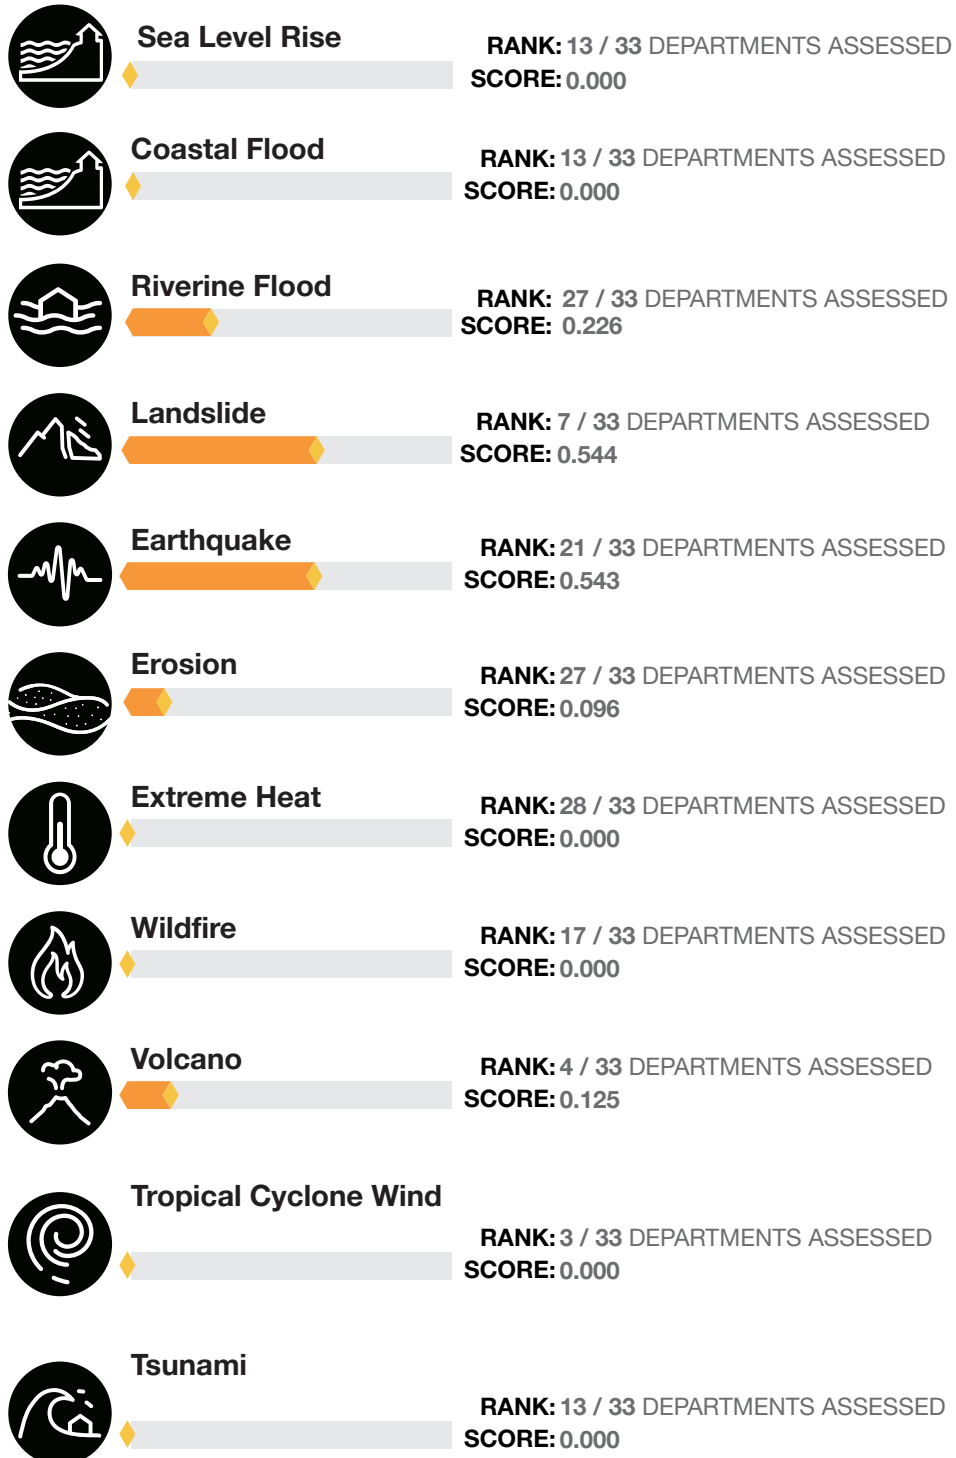 Sea Level Rise
RANK: 13 / 33 DEPARTMENTS ASSESSED
SCORE: 0.000
Coastal Flood
RANK: 13 / 33 DEPARTMENTS ASSESSED
SCORE: 0.000
Riverine Flood
RANK: 27 / 33 DEPARTMENTS ASSESSED
SCORE: 0.226
Landslide
RANK: 7 / 33 DEPARTMENTS ASSESSED
SCORE: 0.544
Earthquake
RANK: 21 / 33 DEPARTMENTS ASSESSED
SCORE: 0.543
Erosion
RANK: 27 / 33 DEPARTMENTS ASSESSED
SCORE: 0.096
Extreme Heat
RANK: 28 / 33 DEPARTMENTS ASSESSED
SCORE: 0.000
Wildfire
RANK: 17 / 33 DEPARTMENTS ASSESSED
SCORE: 0.000
Volcano
RANK: 4 / 33 DEPARTMENTS ASSESSED
SCORE: 0.125
Tropical Cyclone Wind
RANK: 3 / 33 DEPARTMENTS ASSESSED
SCORE: 0.000
Tsunami
RANK: 13 / 33 DEPARTMENTS ASSESSED
SCORE: 0.000